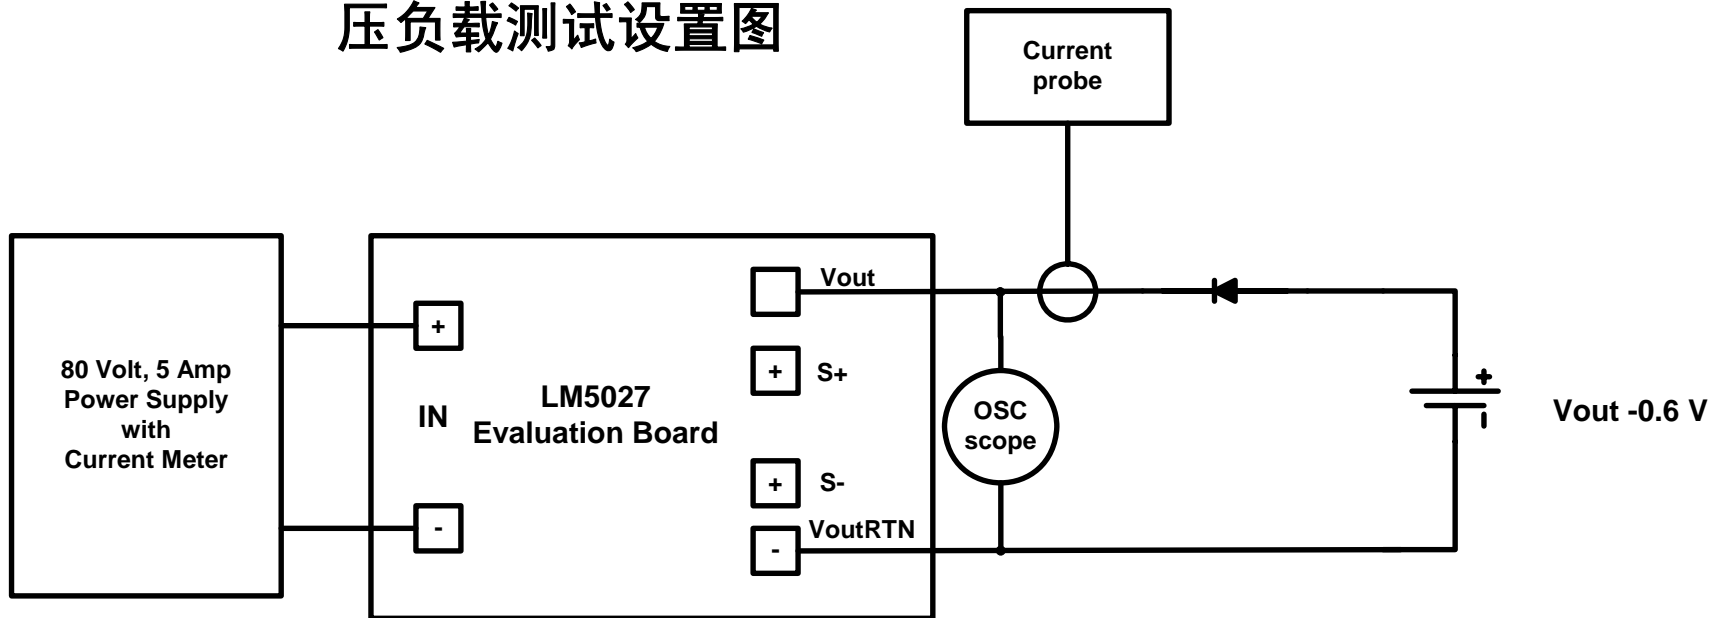 压负载测试设置图
Current
probe
Vout
+
80 Volt, 5 Amp
Power Supply
with
Current Meter
IN
LM5027
Evaluation Board
+ S+
OSC
scope
+
-
Vout -0.6 V
+ S-
VoutRTN
-
-